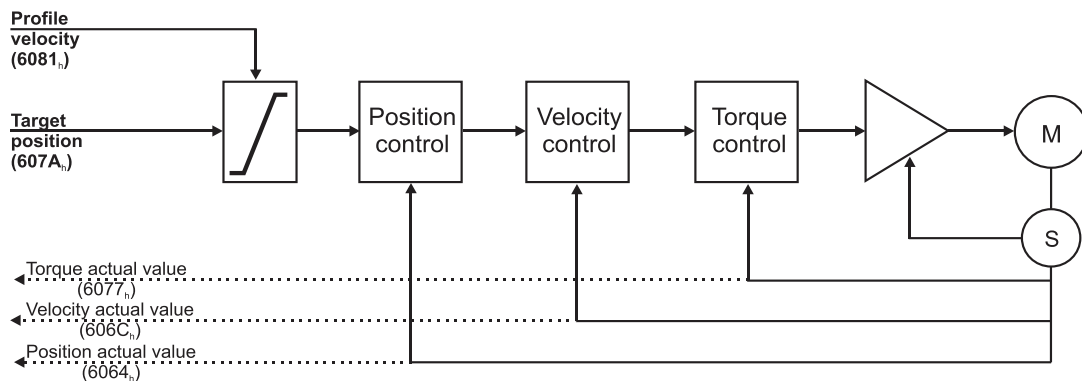 Profile
velocity
(6081h)
Target
position
(607Ah)
Position
control
Velocity
control
Torque
control
M
S
Torque actual value
(6077h)
Velocity actual value
(606Ch)
Position actual value
(6064h)